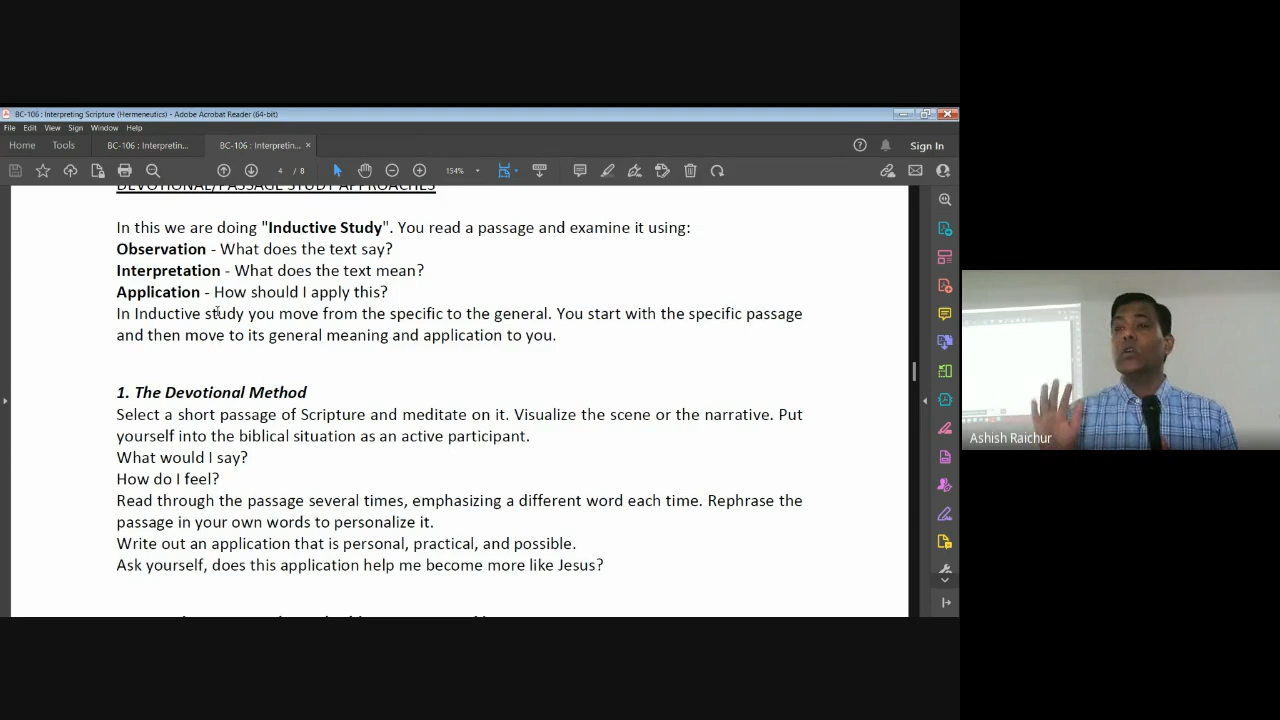 BC-106 : Interpreting Scripture (Hermeneutics) - Adobe Acrobat Reader (64-bit)
File Edit View Sign Window Help
Home Tools BC-106 : Interpretin... BC-106 : Interpretin... × Sign In
4 / 8 154%
DEVOTIONAL/PASSAGE STUDY APPROACHES
In this we are doing "Inductive Study". You read a passage and examine it using:
Observation - What does the text say?
Interpretation - What does the text mean?
Application - How should I apply this?
In Inductive study you move from the specific to the general. You start with the specific passage
and then move to its general meaning and application to you.
1. The Devotional Method
Select a short passage of Scripture and meditate on it. Visualize the scene or the narrative. Put
yourself into the biblical situation as an active participant.
What would I say?
How do I feel?
Read through the passage several times, emphasizing a different word each time. Rephrase the
passage in your own words to personalize it.
Write out an application that is personal, practical, and possible.
Ask yourself, does this application help me become more like Jesus?
Ashish Raichur